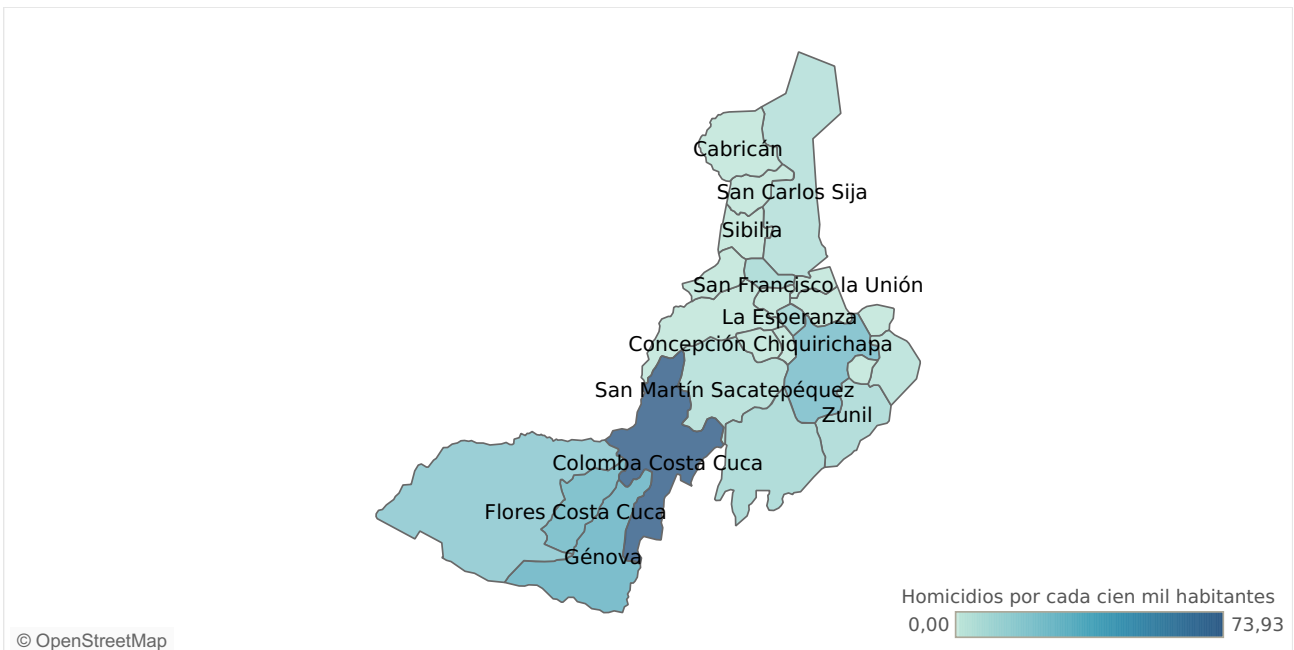 Cabricán
San Carlos Sija
Sibilia
San Francisco la Unión
La Esperanza
Concepción Chiquirichapa
San Martín Sacatepéquez
Zunil
Colomba Costa Cuca
Flores Costa Cuca
Génova
Homicidios por cada cien mil habitantes
0,00 73,93
© OpenStreetMap